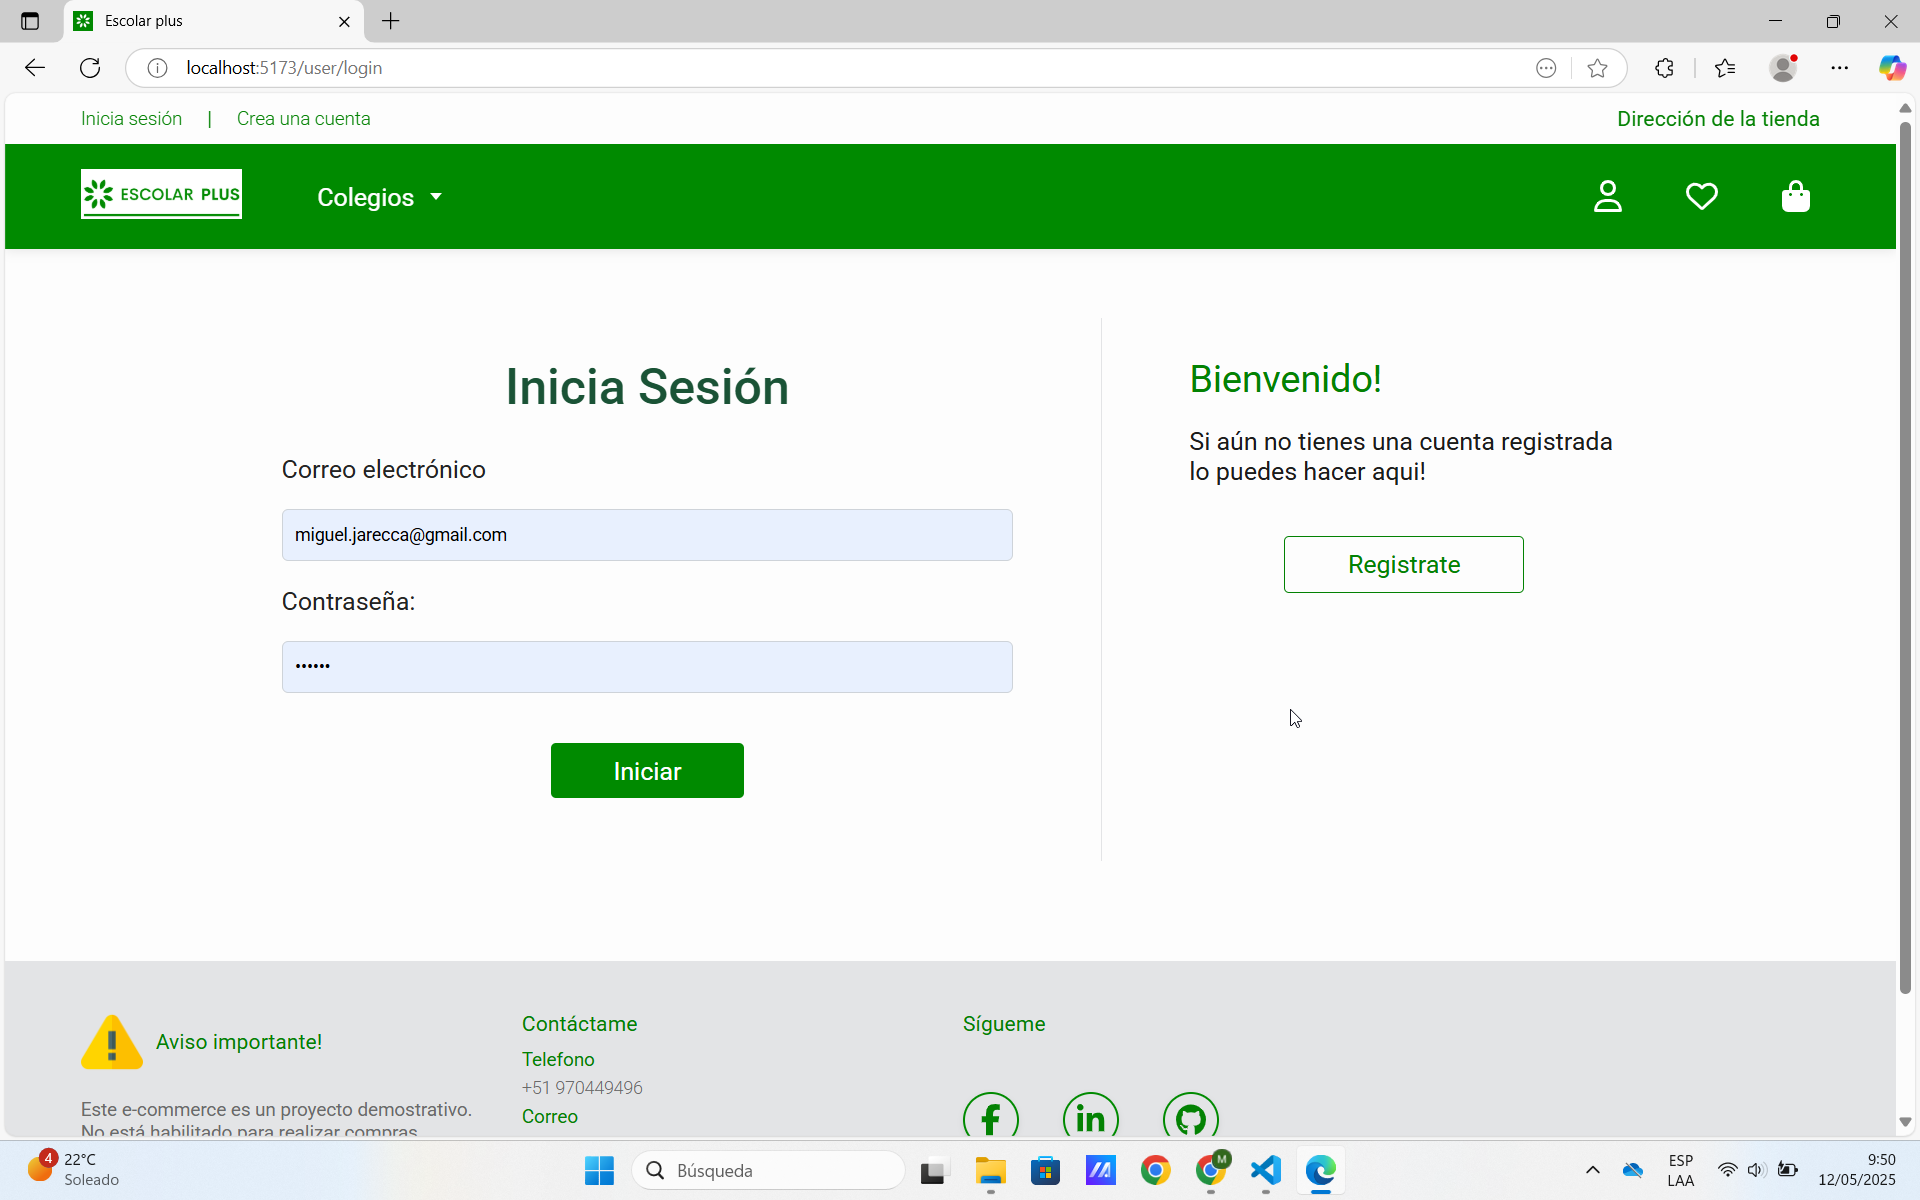 Escolar plus
localhost:5173/user/login
Inicia sesión | Crea una cuenta
Dirección de la tienda
ESCOLAR PLUS
Colegios
Inicia Sesión
Correo electrónico
miguel.jarecca@gmail.com
Contraseña:
••••••
Iniciar
Bienvenido!
Si aún no tienes una cuenta registrada
lo puedes hacer aqui!
Registrate
Aviso importante!
Este e-commerce es un proyecto demostrativo.
No está habilitado para realizar compras
Contáctame
Telefono
+51 970449496
Correo
Sígueme
4
22°C
Soleado
Búsqueda
M
ESP
LAA
9:50
12/05/2025